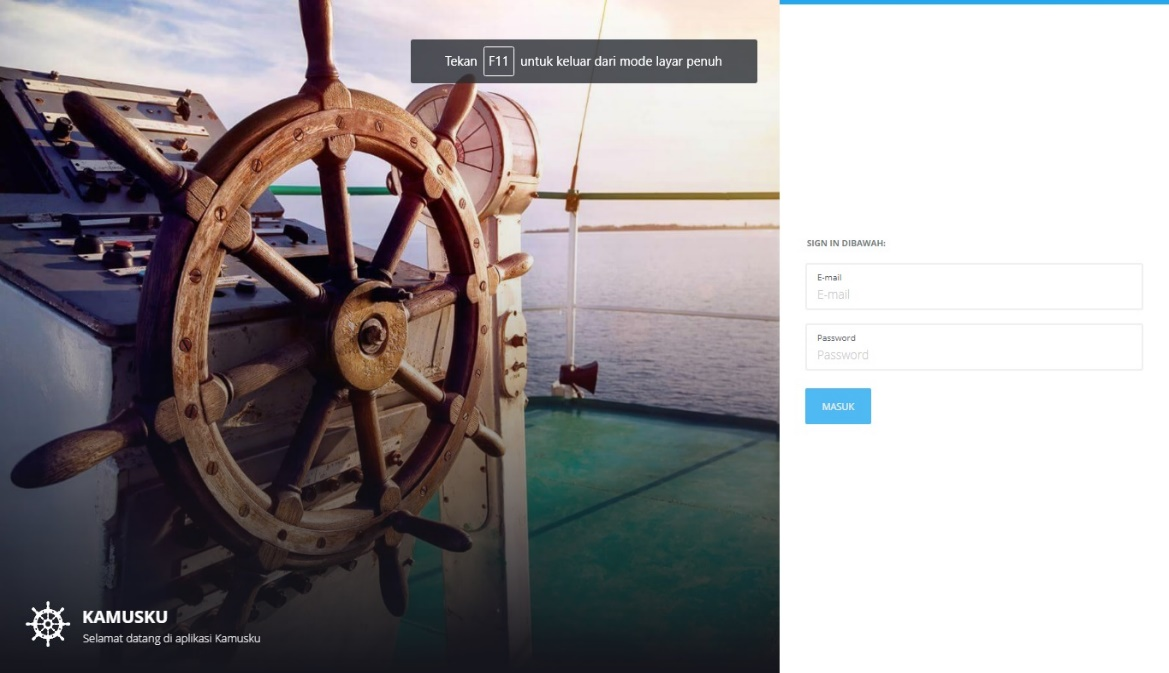 Tekan F11 untuk keluar dari mode layar penuh
SIGN IN DIBAWAH:
E-mail
E-mail
Password
Password
MASUK
KAMUSKU
Selamat datang di aplikasi Kamusku